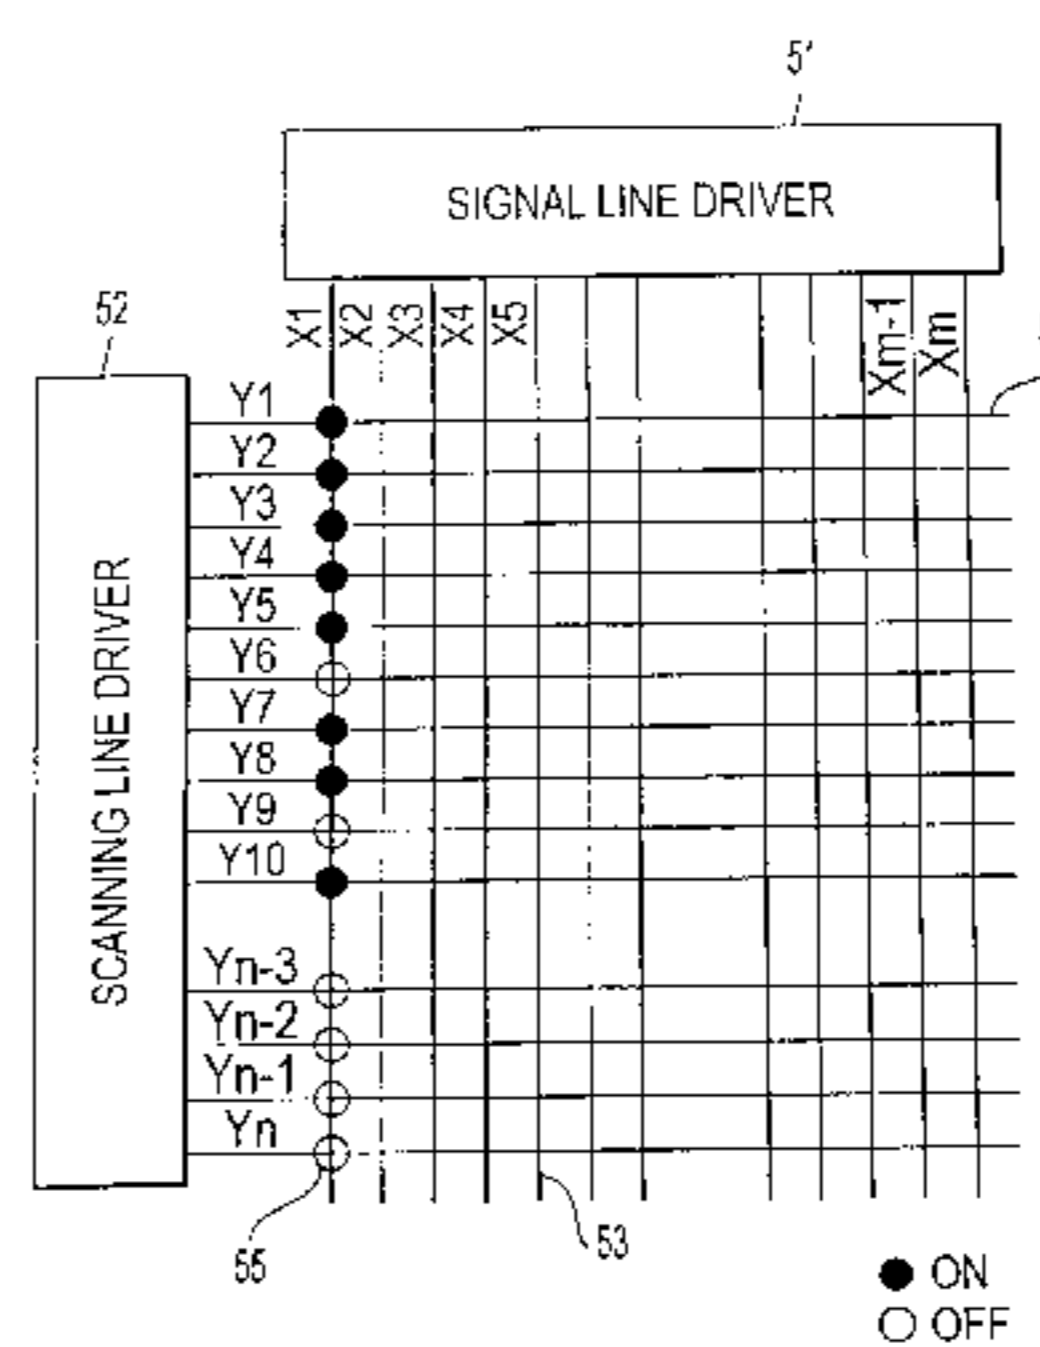 SIGNAL LINE DRIVER
52
X1
X2
X3
X4
X5
Xm-1
Xm
SCANNING LINE DRIVER
Y1
Y2
Y3
Y4
Y5
Y6
Y7
Y8
Y9
Y10
Yn-3
Yn-2
Yn-1
Yn
55
53
ON
OFF